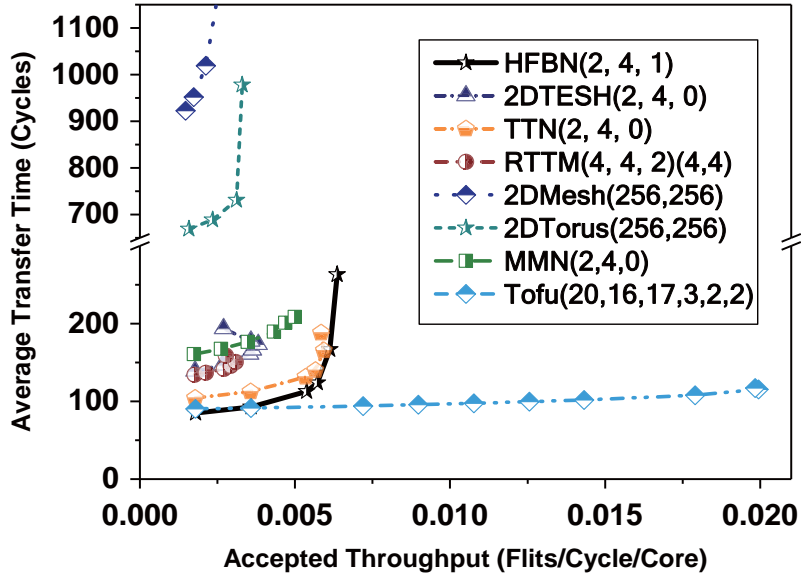 1100
1000
900
800
700
200
100
0
Average Transfer Time (Cycles)
HFBN(2, 4, 1)
2DTESH(2, 4, 0)
TTN(2, 4, 0)
RTTM(4, 4, 2)(4,4)
2DMesh(256,256)
2DTorus(256,256)
MMN(2,4,0)
Tofu(20,16,17,3,2,2)
0.000 0.005 0.010 0.015 0.020
Accepted Throughput (Flits/Cycle/Core)